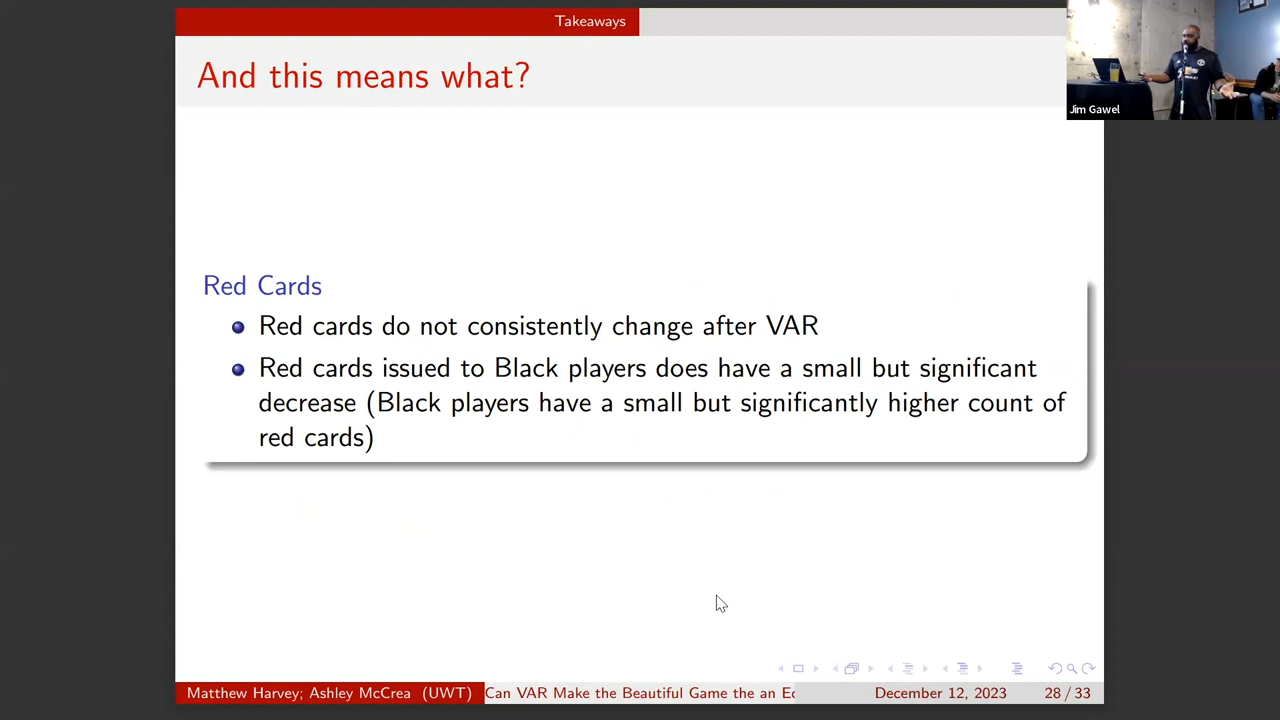 Takeaways
And this means what?
Jim Gawel
Red Cards
Red cards do not consistently change after VAR
Red cards issued to Black players does have a small but significant
decrease (Black players have a small but significantly higher count of
red cards)
Matthew Harvey; Ashley McCrea (UWT) Can VAR Make the Beautiful Game the an Ec December 12, 2023 28 / 33